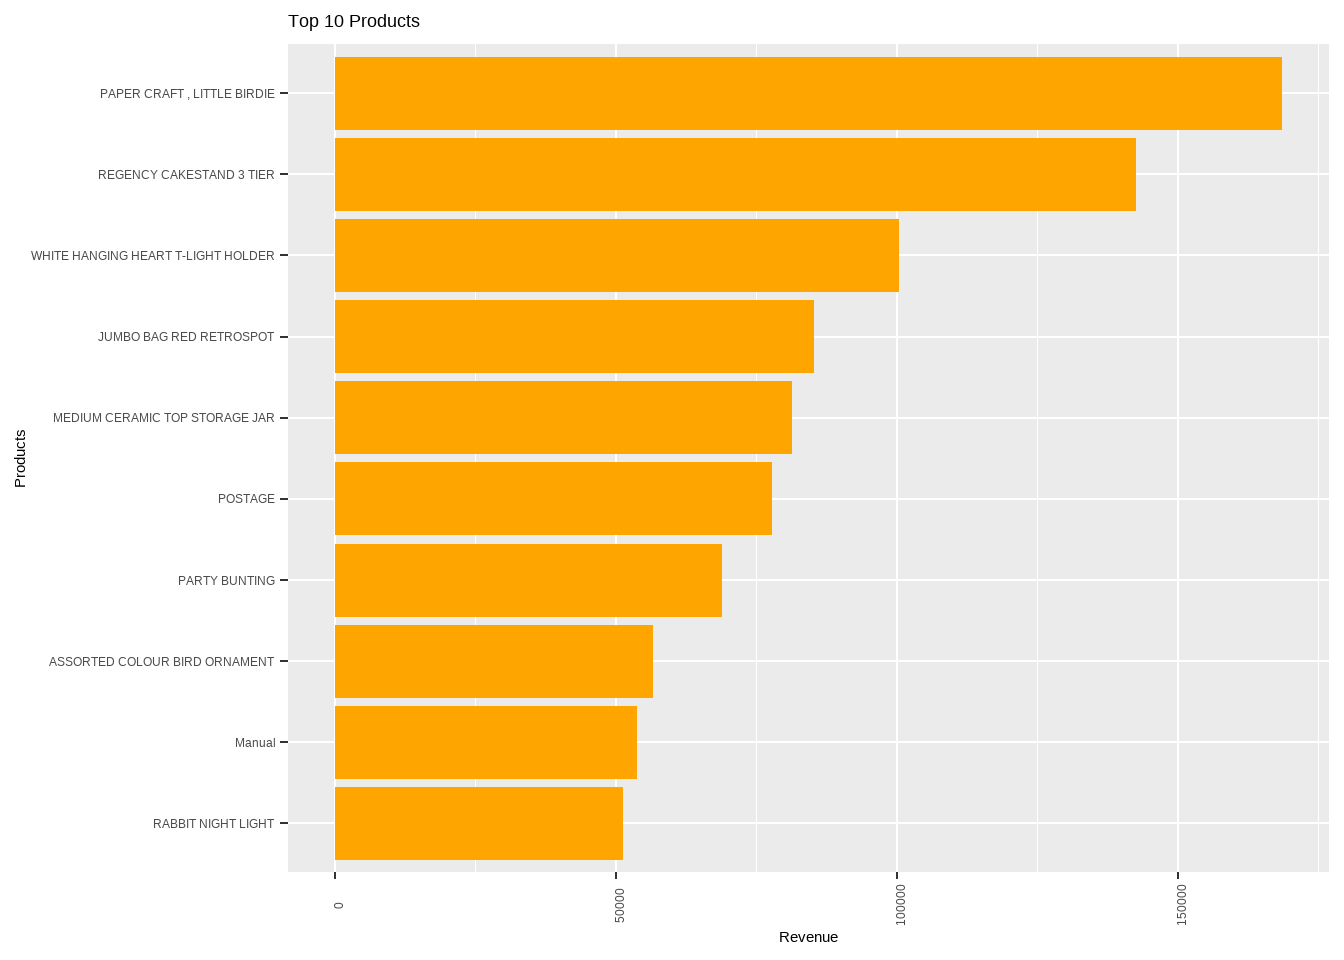 Top 10 Products
PAPER CRAFT , LITTLE BIRDIE
REGENCY CAKESTAND 3 TIER
WHITE HANGING HEART T-LIGHT HOLDER
JUMBO BAG RED RETROSPOT
MEDIUM CERAMIC TOP STORAGE JAR
POSTAGE
PARTY BUNTING
ASSORTED COLOUR BIRD ORNAMENT
Manual
RABBIT NIGHT LIGHT
Products
0
50000
100000
150000
Revenue